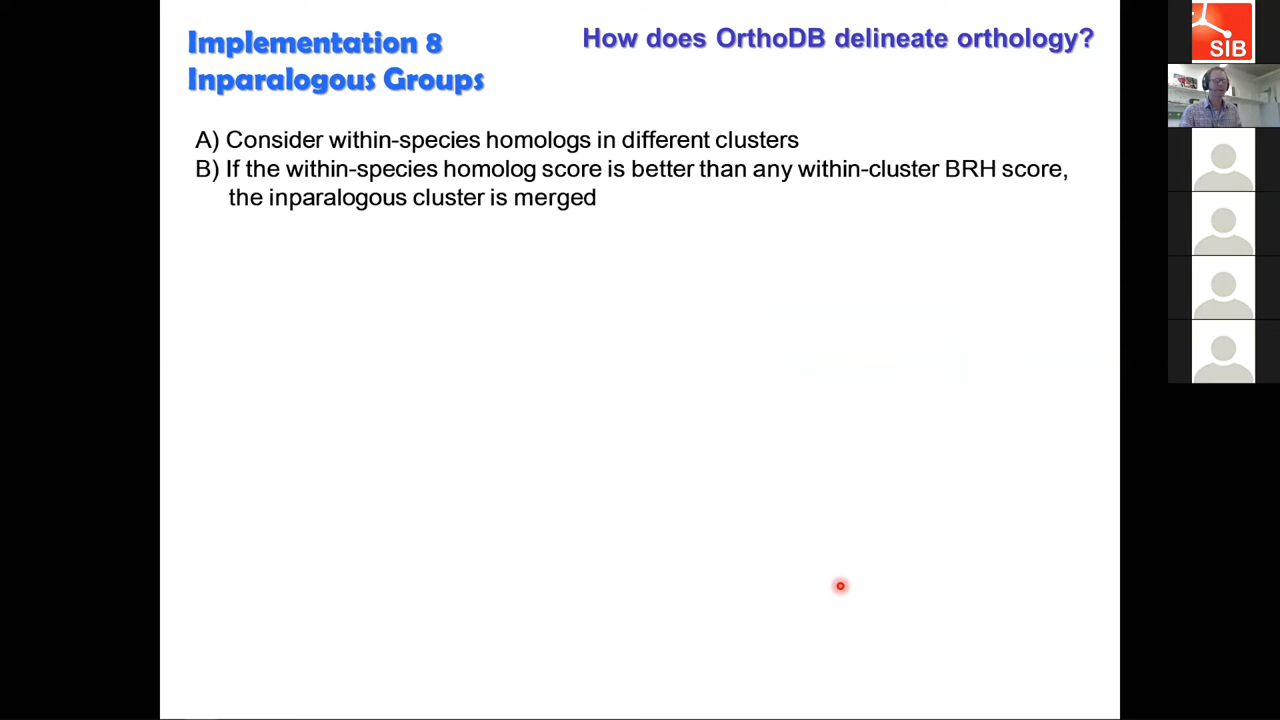 Implementation 8
Inparalogous Groups
How does OrthoDB delineate orthology?
A) Consider within-species homologs in different clusters
B) If the within-species homolog score is better than any within-cluster BRH score,
the inparalogous cluster is merged
SIB